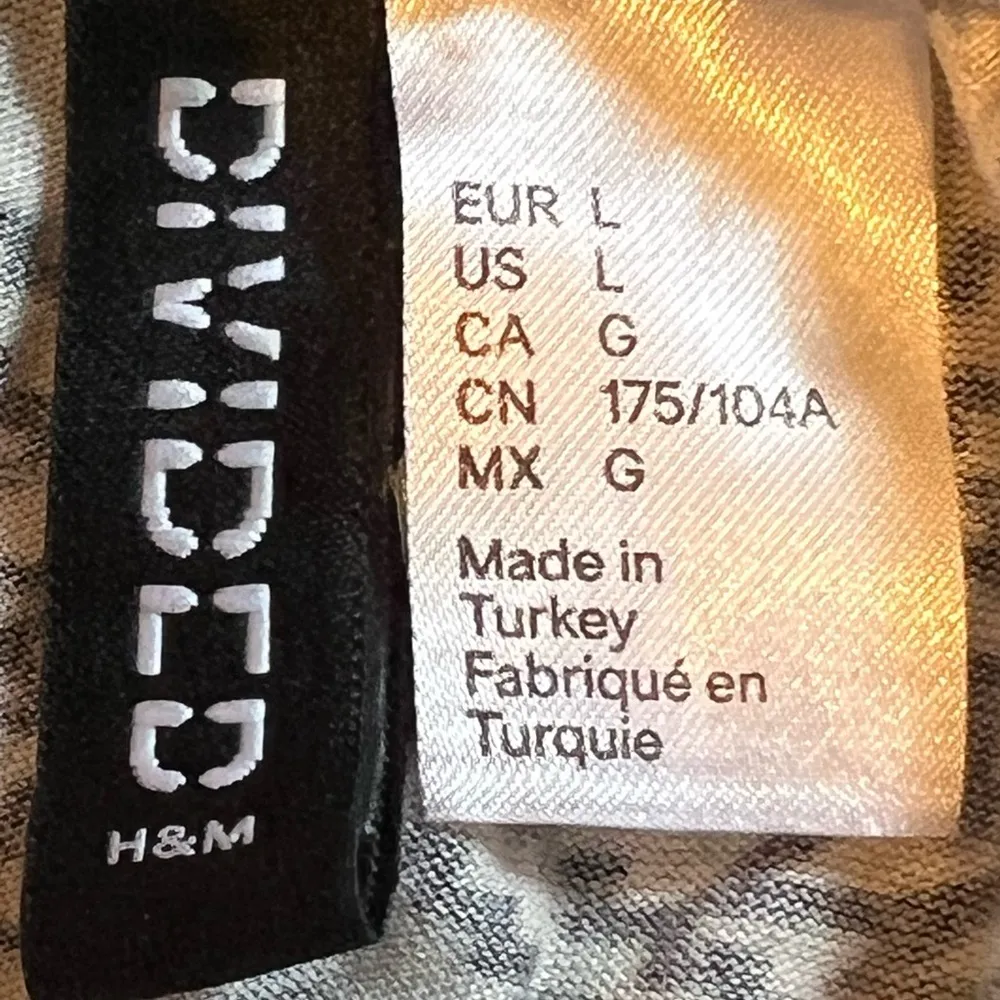 DIVIDED
H&M
EUR L
US L
CA G
CN 175/104A
MX G
Made in
Turkey
Fabriqué en
Turquie